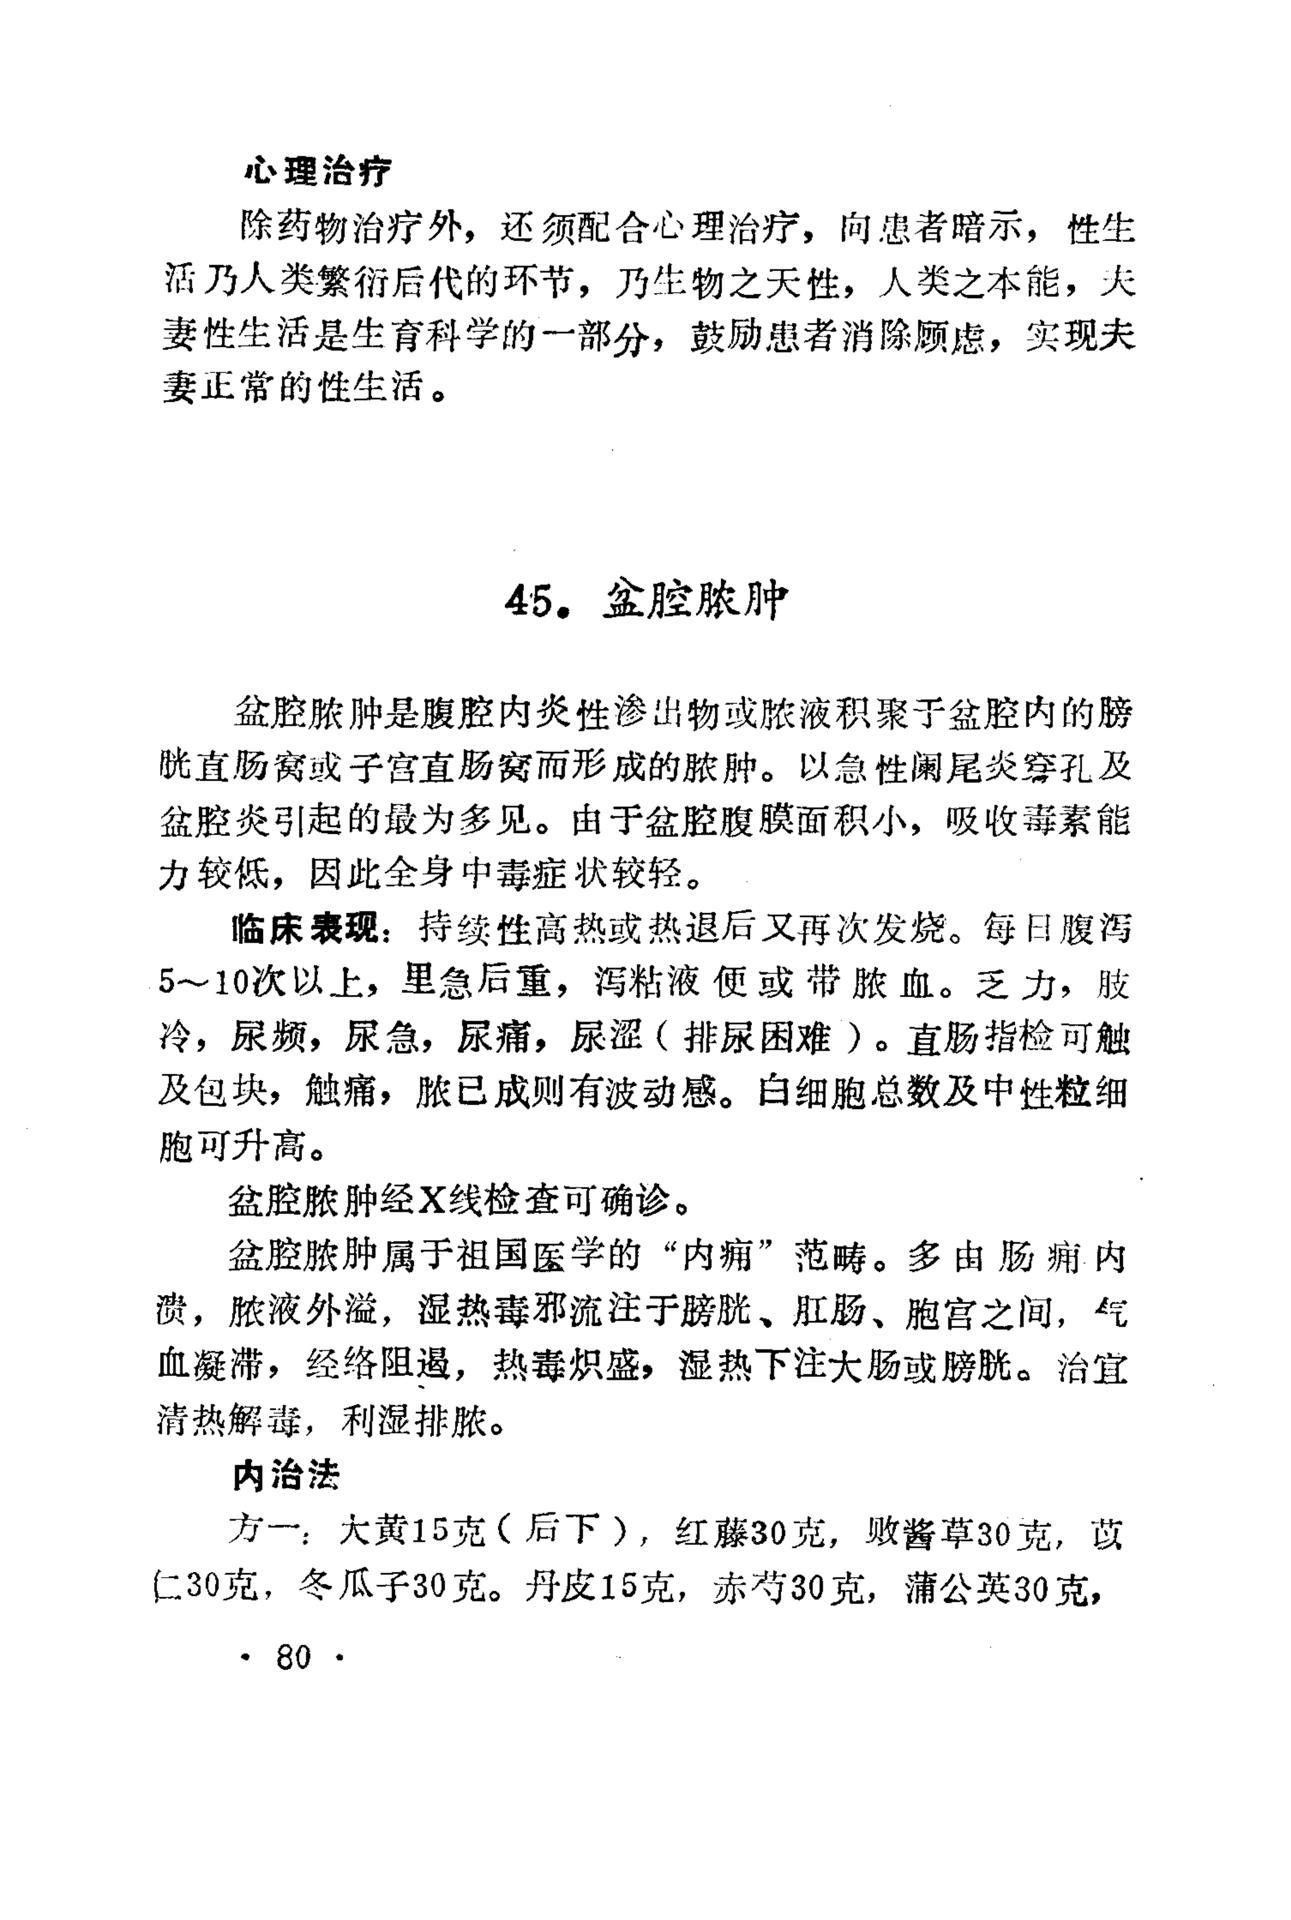 心理治疗
除药物治疗外，还须配合心理治疗，向患者暗示，性生
活乃人类繁衍后代的环节，乃生物之天性，人类之本能，夫
妻性生活是生育科学的一部分，鼓励患者消除顾虑，实现夫
妻正常的性生活。
45．盆腔脓肿
盆腔脓肿是腹腔内炎性渗出物或脓液积聚于盆腔内的膀
胱直肠窝或子宫直肠窝而形成的脓肿。以急性阑尾炎穿孔及
盆腔炎引起的最为多见。由于盆腔腹膜面积小，吸收毒素能
力较低，因此全身中毒症状较轻。
临床表现：持续性高热或热退后又再次发烧。每日腹泻
5～10次以上，里急后重，泻粘液便或带脓血。乏力，肢
冷，尿频，尿急，尿痛，尿涩（排尿困难）。直肠指检可触
及包块，触痛，脓已成则有波动感。白细胞总数及中性粒细
胞可升高。
盆腔脓肿经X线检查可确诊。
盆腔脓肿属于祖国医学的“内痈”范畴。多由肠痈内
溃，脓液外溢，湿热毒邪流注于膀胱、肛肠、胞宫之间，气
血凝滞，经络阻遏，热毒炽盛，湿热下注大肠或膀胱。治宜
清热解毒，利湿排脓。
内治法
方一：大黄15克（后下），红藤30克，败酱草30克，苡
仁30克，冬瓜子30克。丹皮15克，赤芍30克，蒲公英30克，
·80·